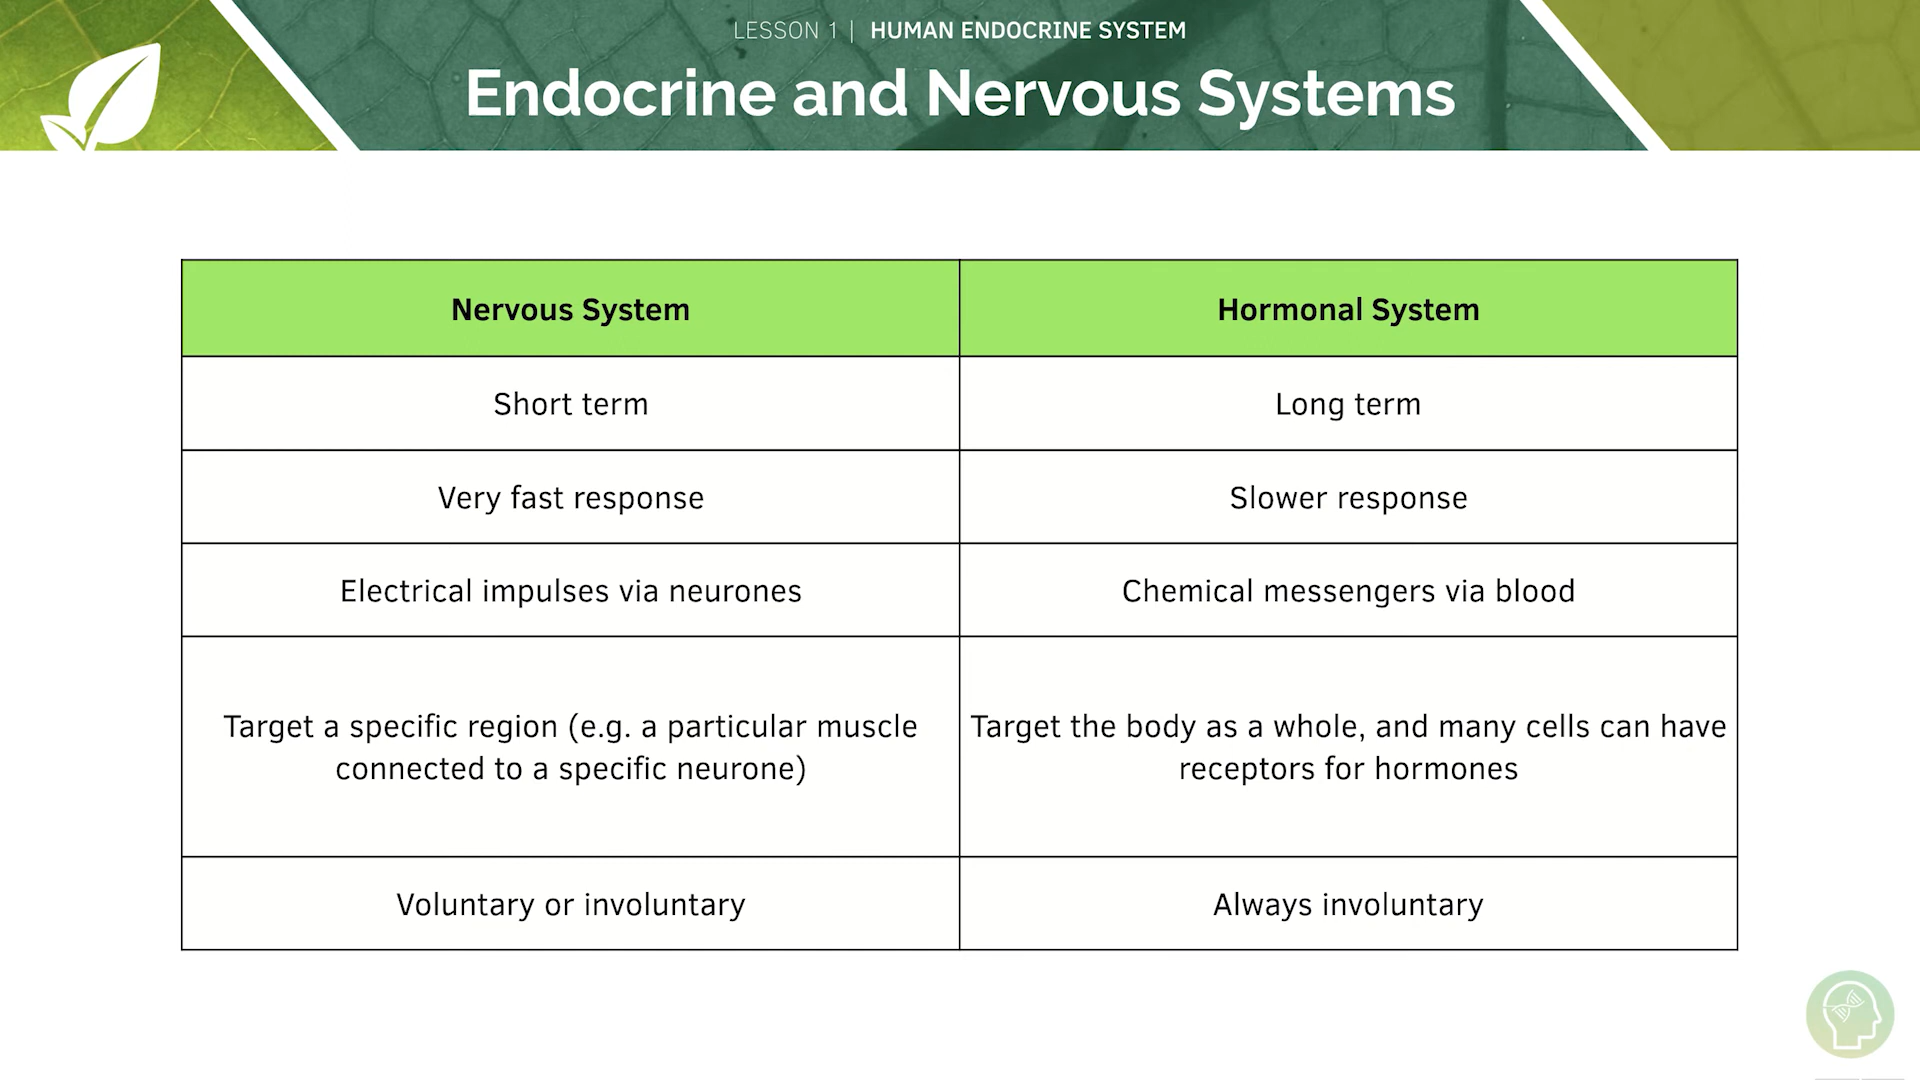 LESSON 1 | HUMAN ENDOCRINE SYSTEM
Endocrine and Nervous Systems
Nervous System
Hormonal System
Short term
Long term
Very fast response
Slower response
Electrical impulses via neurones
Chemical messengers via blood
Target a specific region (e.g. a particular muscle
connected to a specific neurone)
Target the body as a whole, and many cells can have
receptors for hormones
Voluntary or involuntary
Always involuntary